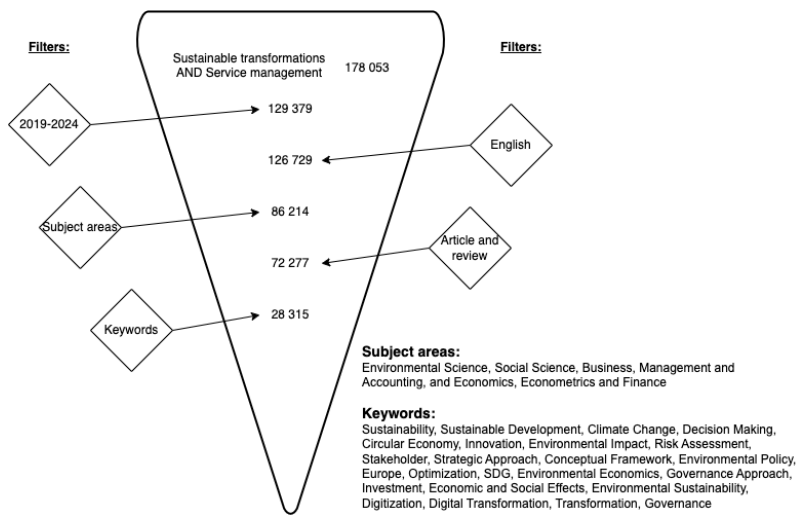 Filters:
Filters:
Sustainable transformations
AND Service management
178 053
2019-2024
129 379
English
126 729
Subject areas
86 214
Article and
review
72 277
Keywords
28 315
Subject areas:
Environmental Science, Social Science, Business, Management and
Accounting, and Economics, Econometrics and Finance
Keywords:
Sustainability, Sustainable Development, Climate Change, Decision Making,
Circular Economy, Innovation, Environmental Impact, Risk Assessment,
Stakeholder, Strategic Approach, Conceptual Framework, Environmental Policy,
Europe, Optimization, SDG, Environmental Economics, Governance Approach,
Investment, Economic and Social Effects, Environmental Sustainability,
Digitization, Digital Transformation, Transformation, Governance